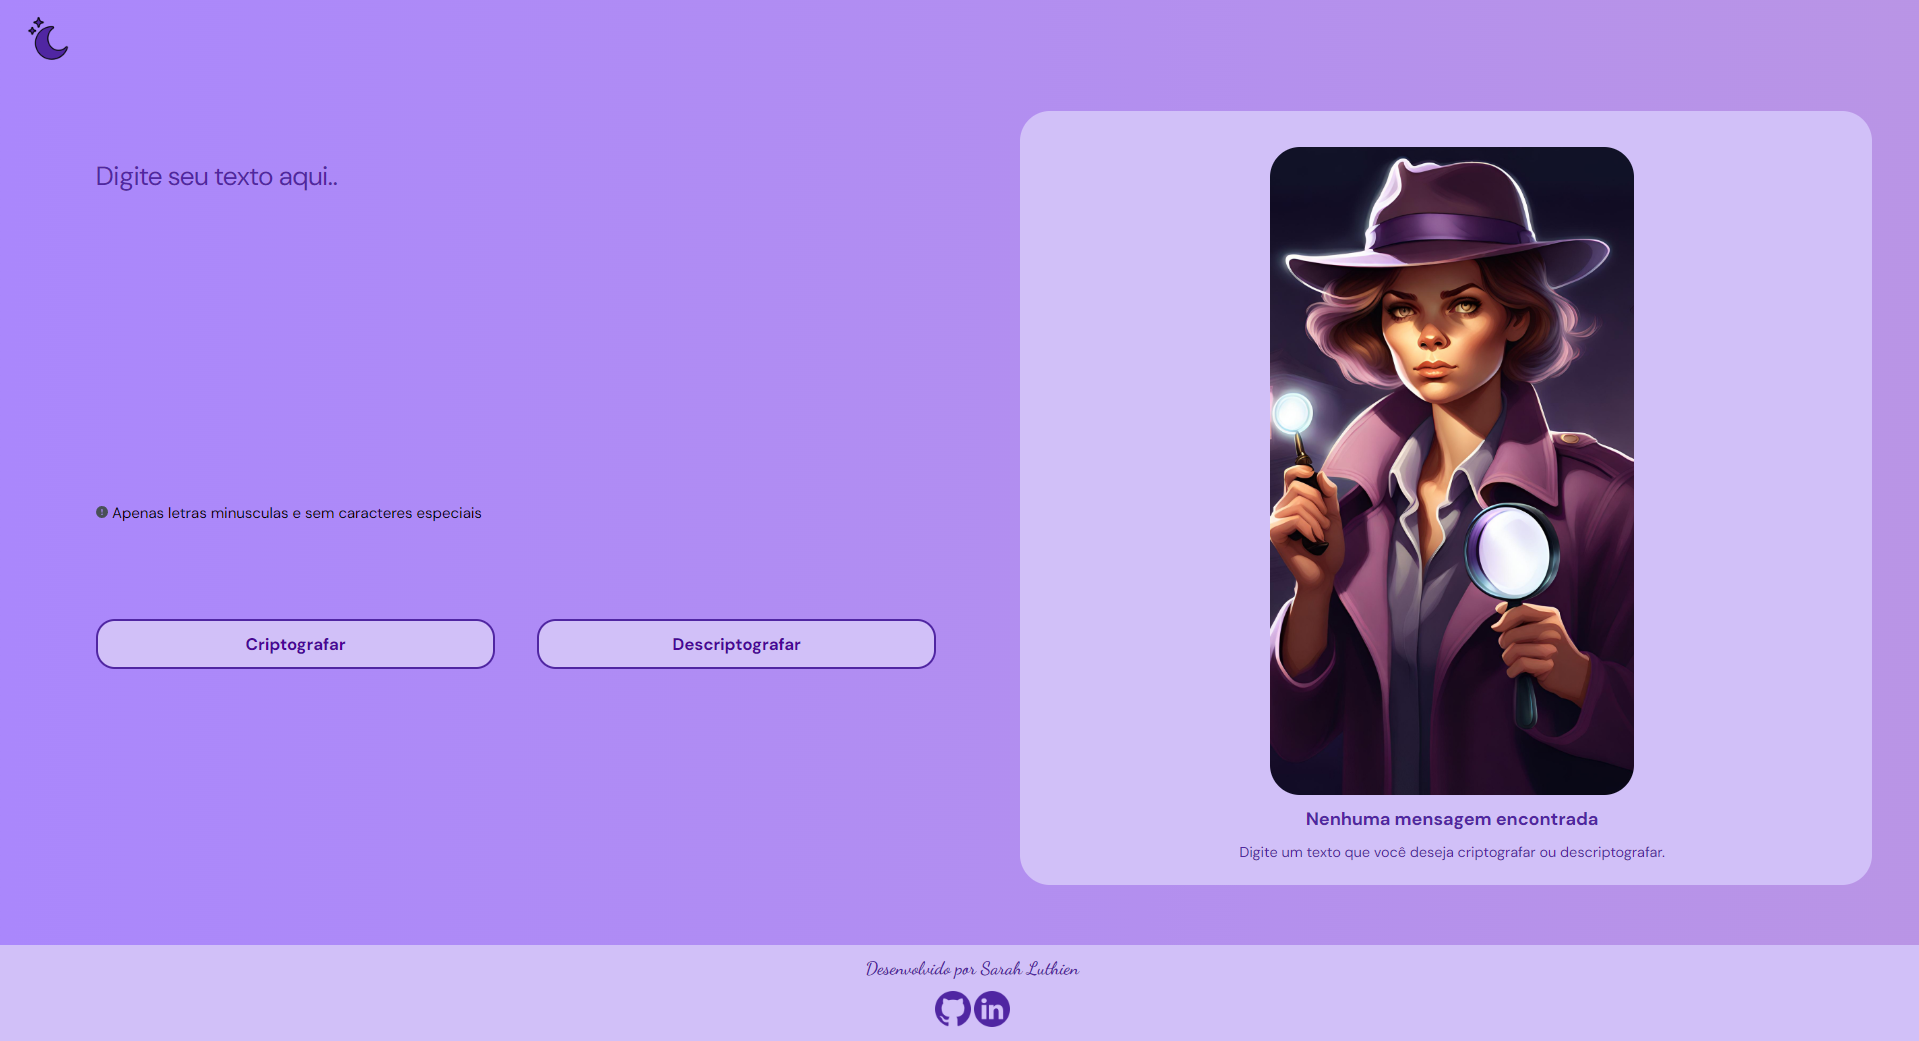 Digite seu texto aqui..
Apenas letras minusculas e sem caracteres especiais
Criptografar
Descriptografar
Nenhuma mensagem encontrada
Digite um texto que você deseja criptografar ou descriptografar.
Desenvolvido por Sarah Luthien
in